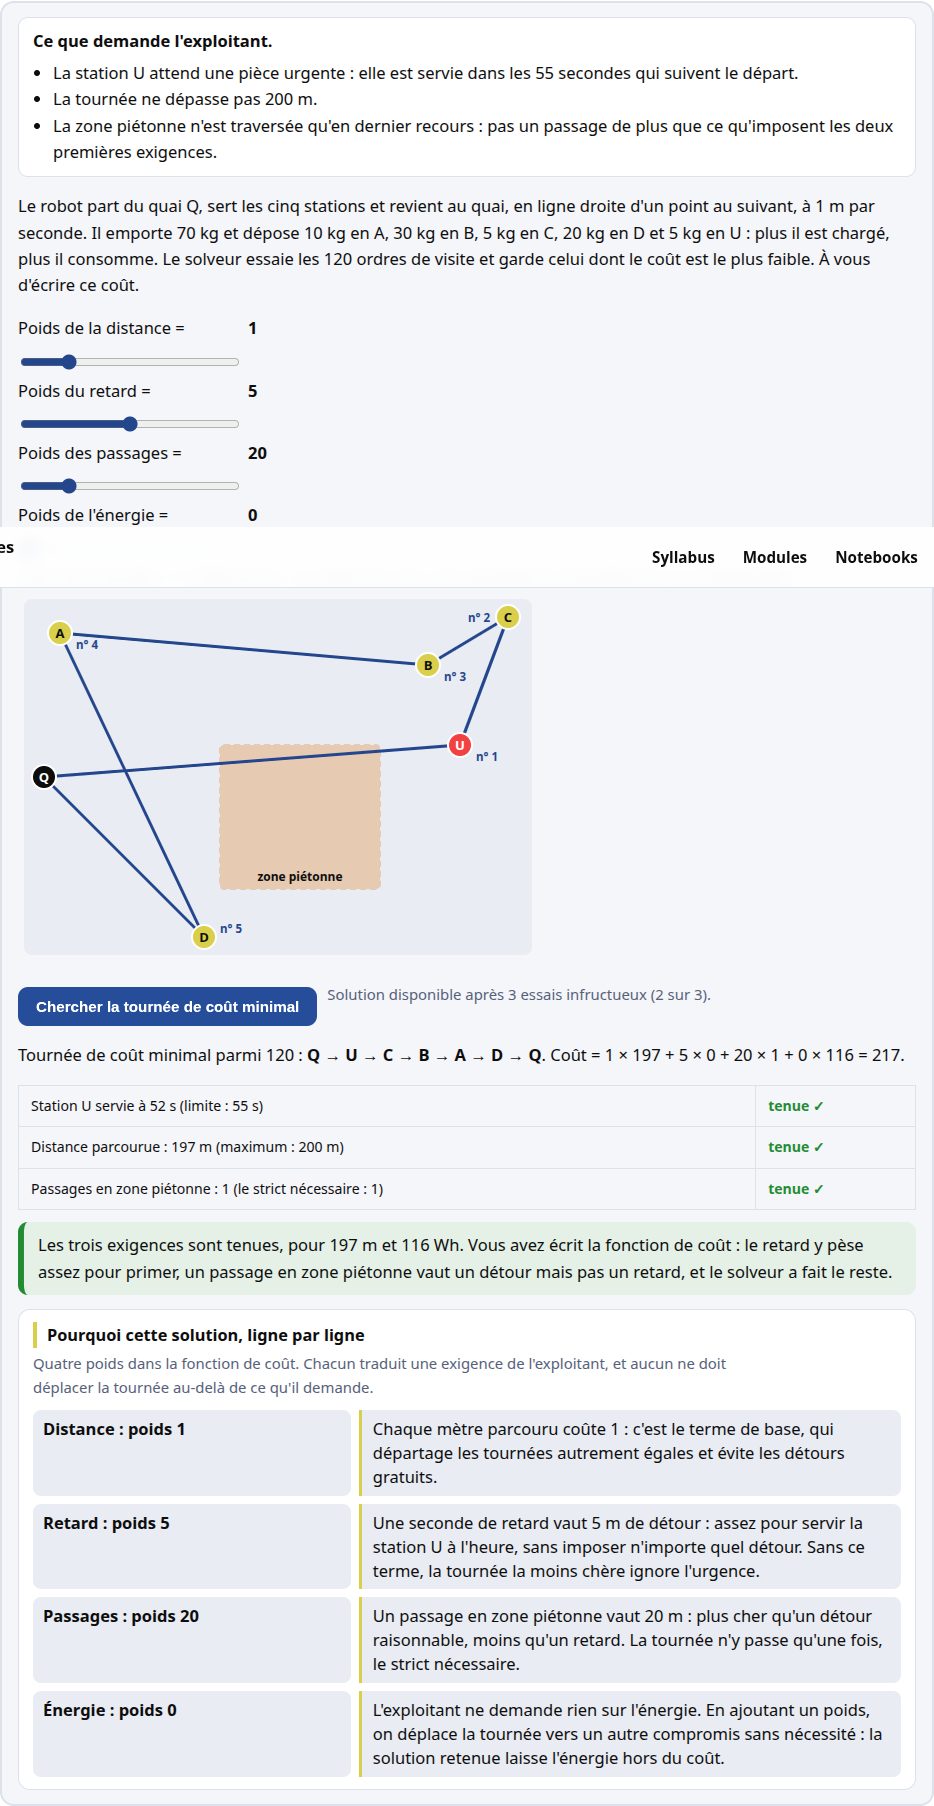 Ce que demande l'exploitant.
• La station U attend une pièce urgente : elle est servie dans les 55 secondes qui suivent le départ.
• La tournée ne dépasse pas 200 m.
• La zone piétonne n'est traversée qu'en dernier recours : pas un passage de plus que ce qu'imposent les deux
premières exigences.
Le robot part du quai Q, sert les cinq stations et revient au quai, en ligne droite d'un point au suivant, à 1 m par
seconde. Il emporte 70 kg et dépose 10 kg en A, 30 kg en B, 5 kg en C, 20 kg en D et 5 kg en U : plus il est chargé,
plus il consomme. Le solveur essaie les 120 ordres de visite et garde celui dont le coût est le plus faible. À vous
d'écrire ce coût.
Poids de la distance = 1
Poids du retard = 5
Poids des passages = 20
Poids de l'énergie = 0
es
Syllabus Modules Notebooks
A
n° 4
n° 2
C
B
n° 3
U
n° 1
Q
zone piétonne
D
n° 5
Chercher la tournée de coût minimal
Solution disponible après 3 essais infructueux (2 sur 3).
Tournée de coût minimal parmi 120 : Q → U → C → B → A → D → Q. Coût = 1 × 197 + 5 × 0 + 20 × 1 + 0 × 116 = 217.
Station U servie à 52 s (limite : 55 s) tenue ✓
Distance parcourue : 197 m (maximum : 200 m) tenue ✓
Passages en zone piétonne : 1 (le strict nécessaire : 1) tenue ✓
Les trois exigences sont tenues, pour 197 m et 116 Wh. Vous avez écrit la fonction de coût : le retard y pèse
assez pour primer, un passage en zone piétonne vaut un détour mais pas un retard, et le solveur a fait le reste.
Pourquoi cette solution, ligne par ligne
Quatre poids dans la fonction de coût. Chacun traduit une exigence de l'exploitant, et aucun ne doit
déplacer la tournée au-delà de ce qu'il demande.
Distance : poids 1
Chaque mètre parcouru coûte 1 : c'est le terme de base, qui
départage les tournées autrement égales et évite les détours
gratuits.
Retard : poids 5
Une seconde de retard vaut 5 m de détour : assez pour servir la
station U à l'heure, sans imposer n'importe quel détour. Sans ce
terme, la tournée la moins chère ignore l'urgence.
Passages : poids 20
Un passage en zone piétonne vaut 20 m : plus cher qu'un détour
raisonnable, moins qu'un retard. La tournée n'y passe qu'une fois,
le strict nécessaire.
Énergie : poids 0
L'exploitant ne demande rien sur l'énergie. En ajoutant un poids,
on déplace la tournée vers un autre compromis sans nécessité : la
solution retenue laisse l'énergie hors du coût.